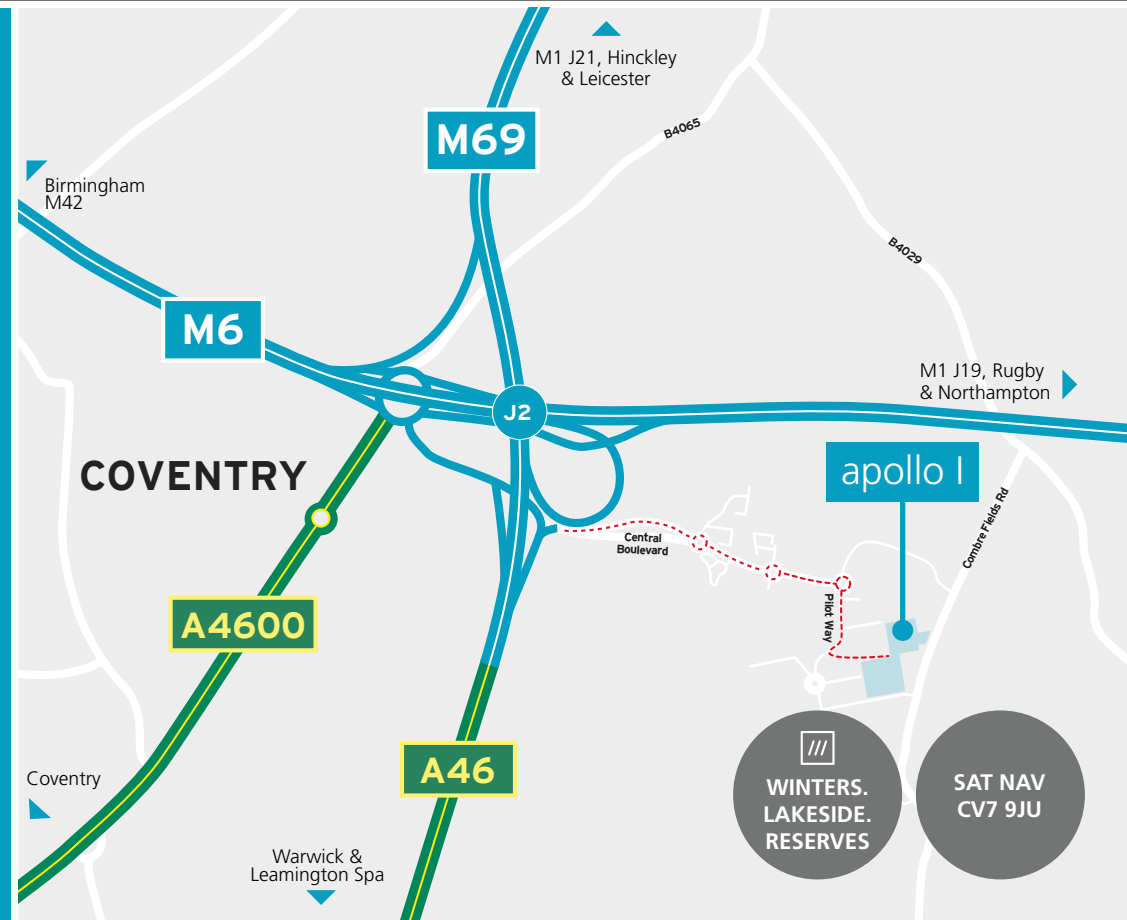 M1 J21, Hinckley
& Leicester
M69
B4065
Birmingham
M42
B4029
M6
M1 J19, Rugby
& Northampton
J2
COVENTRY
apollo I
Combre Fields Rd
Central
Boulevard
Pilot Way
A4600
A46
Coventry
Warwick &
Leamington Spa
///
WINTERS.
LAKESIDE.
RESERVES
SAT NAV
CV7 9JU